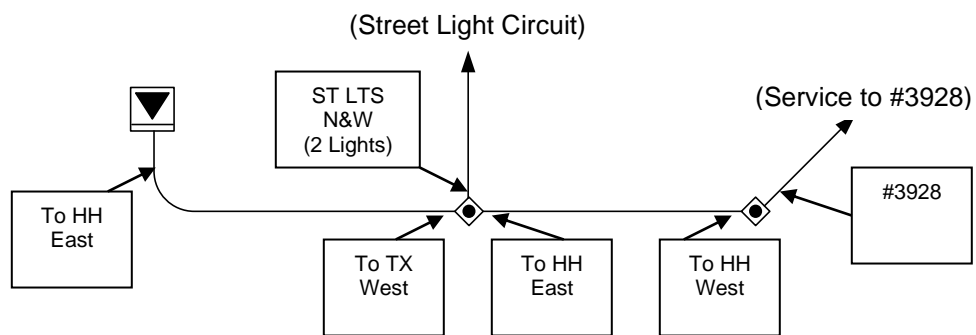 (Street Light Circuit)
ST LTS
N&W
(2 Lights)
(Service to #3928)
To HH
East
#3928
To TX
West
To HH
East
To HH
West